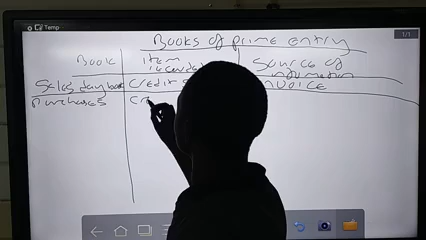 Temp
1/1
Books of prime entry
Book
item
Source of
information
Sales day book
Credit
INVOICE
Purchases
Cr